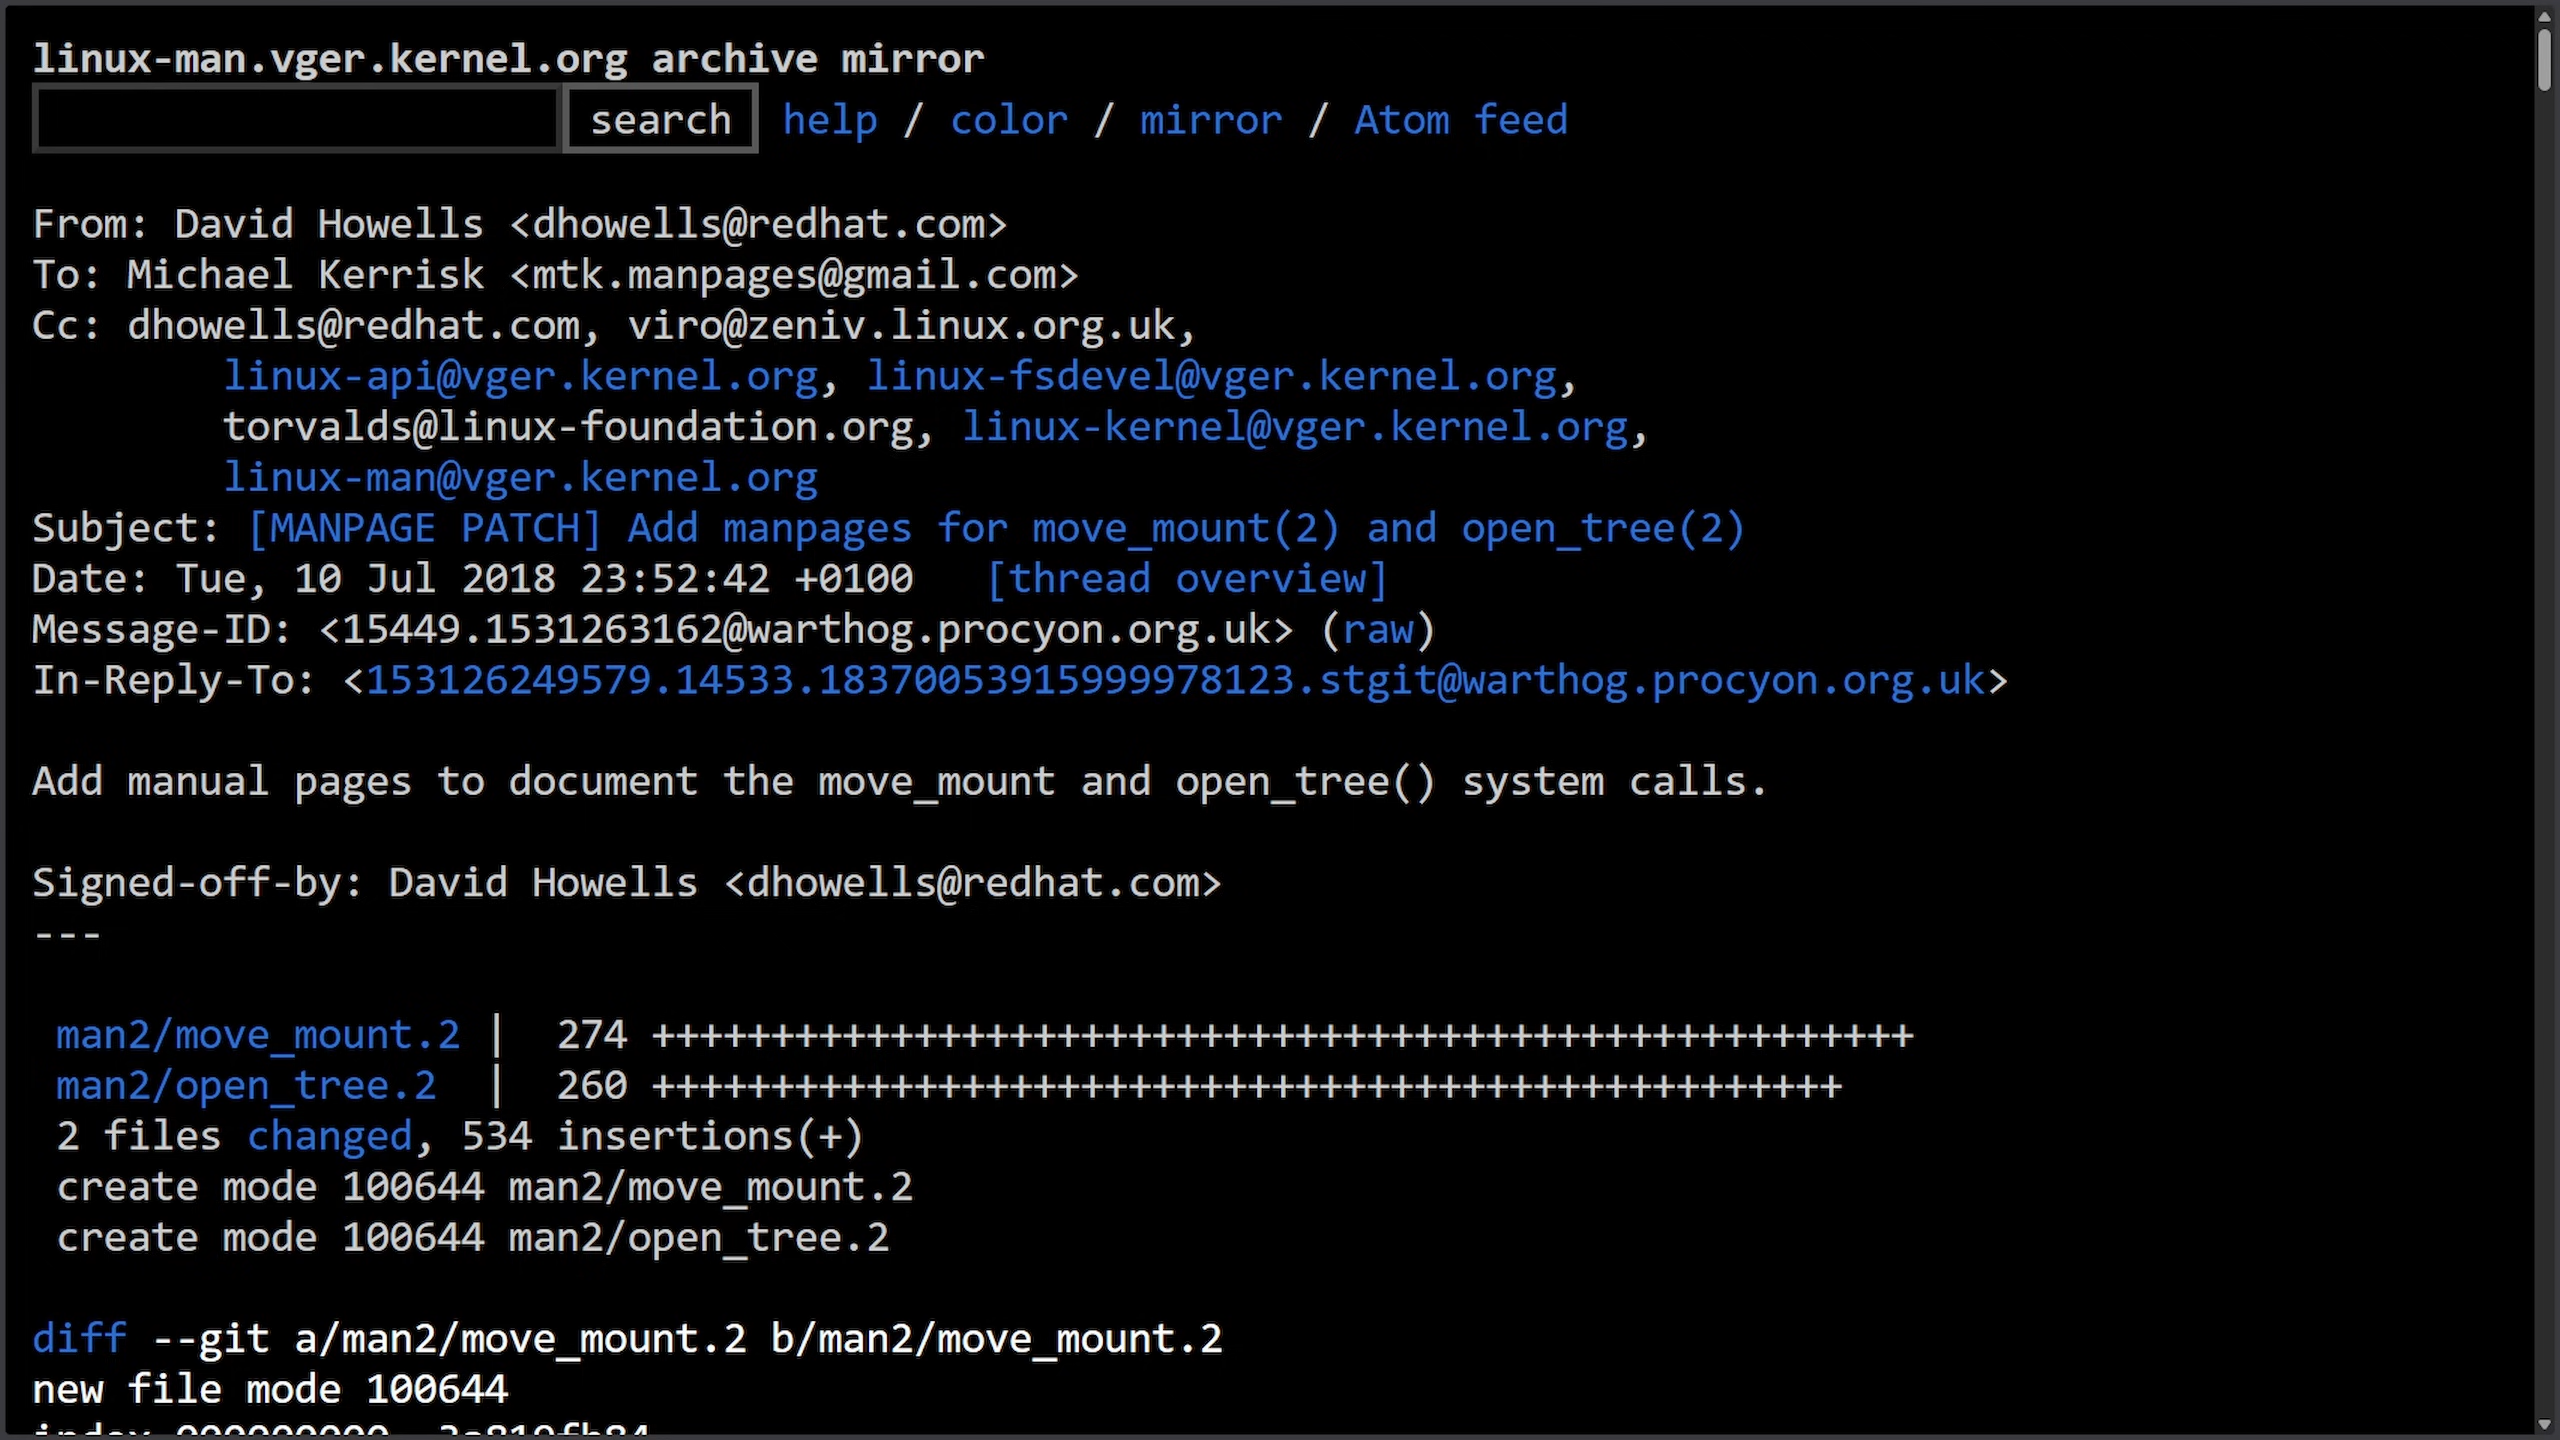 linux-man.vger.kernel.org archive mirror
search help / color / mirror / Atom feed
From: David Howells <dhowells@redhat.com>
To: Michael Kerrisk <mtk.manpages@gmail.com>
Cc: dhowells@redhat.com, viro@zeniv.linux.org.uk,
linux-api@vger.kernel.org, linux-fsdevel@vger.kernel.org,
torvalds@linux-foundation.org, linux-kernel@vger.kernel.org,
linux-man@vger.kernel.org
Subject: [MANPAGE PATCH] Add manpages for move_mount(2) and open_tree(2)
Date: Tue, 10 Jul 2018 23:52:42 +0100 [thread overview]
Message-ID: <15449.1531263162@warthog.procyon.org.uk> (raw)
In-Reply-To: <153126249579.14533.18370053915999978123.stgit@warthog.procyon.org.uk>
Add manual pages to document the move_mount and open_tree() system calls.
Signed-off-by: David Howells <dhowells@redhat.com>
---
man2/move_mount.2 | 274 +++++++++++++++++++++++++++++++++++++++++++++++++++++
man2/open_tree.2 | 260 ++++++++++++++++++++++++++++++++++++++++++++++++++
2 files changed, 534 insertions(+)
create mode 100644 man2/move_mount.2
create mode 100644 man2/open_tree.2
diff --git a/man2/move_mount.2 b/man2/move_mount.2
new file mode 100644
index